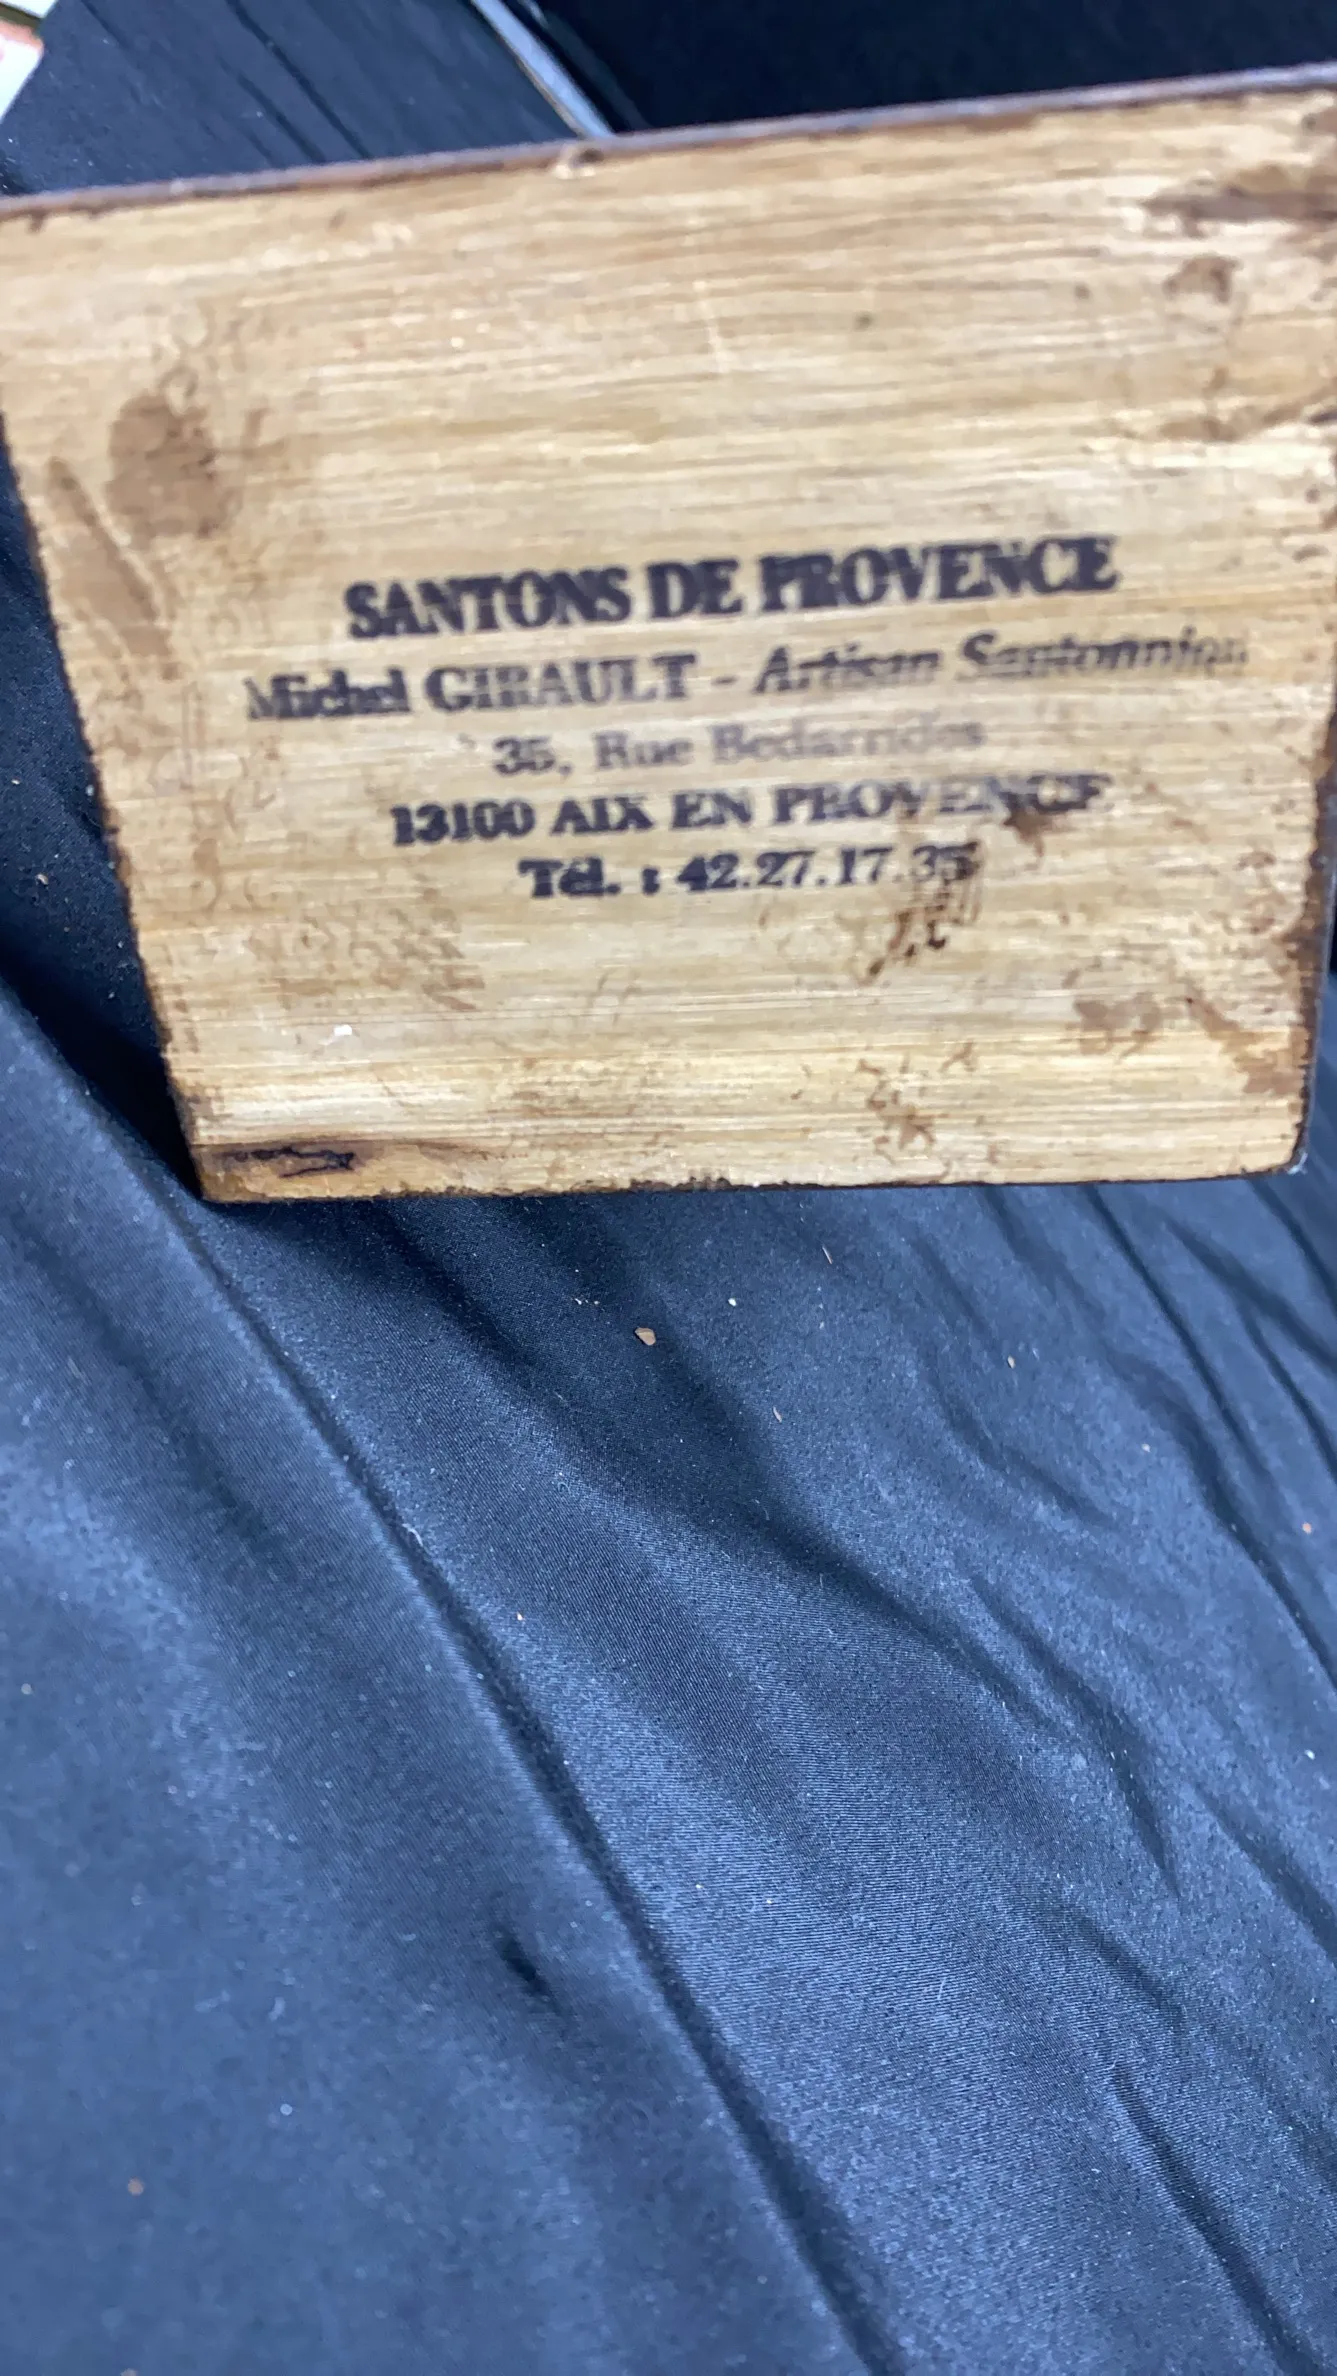 SANTONS DE PROVENCE
Michel GIRAULT - Artisan Santonnier
35, Rue Bedarrides
13100 AIX EN PROVENCE
Tél. : 42.27.17.35